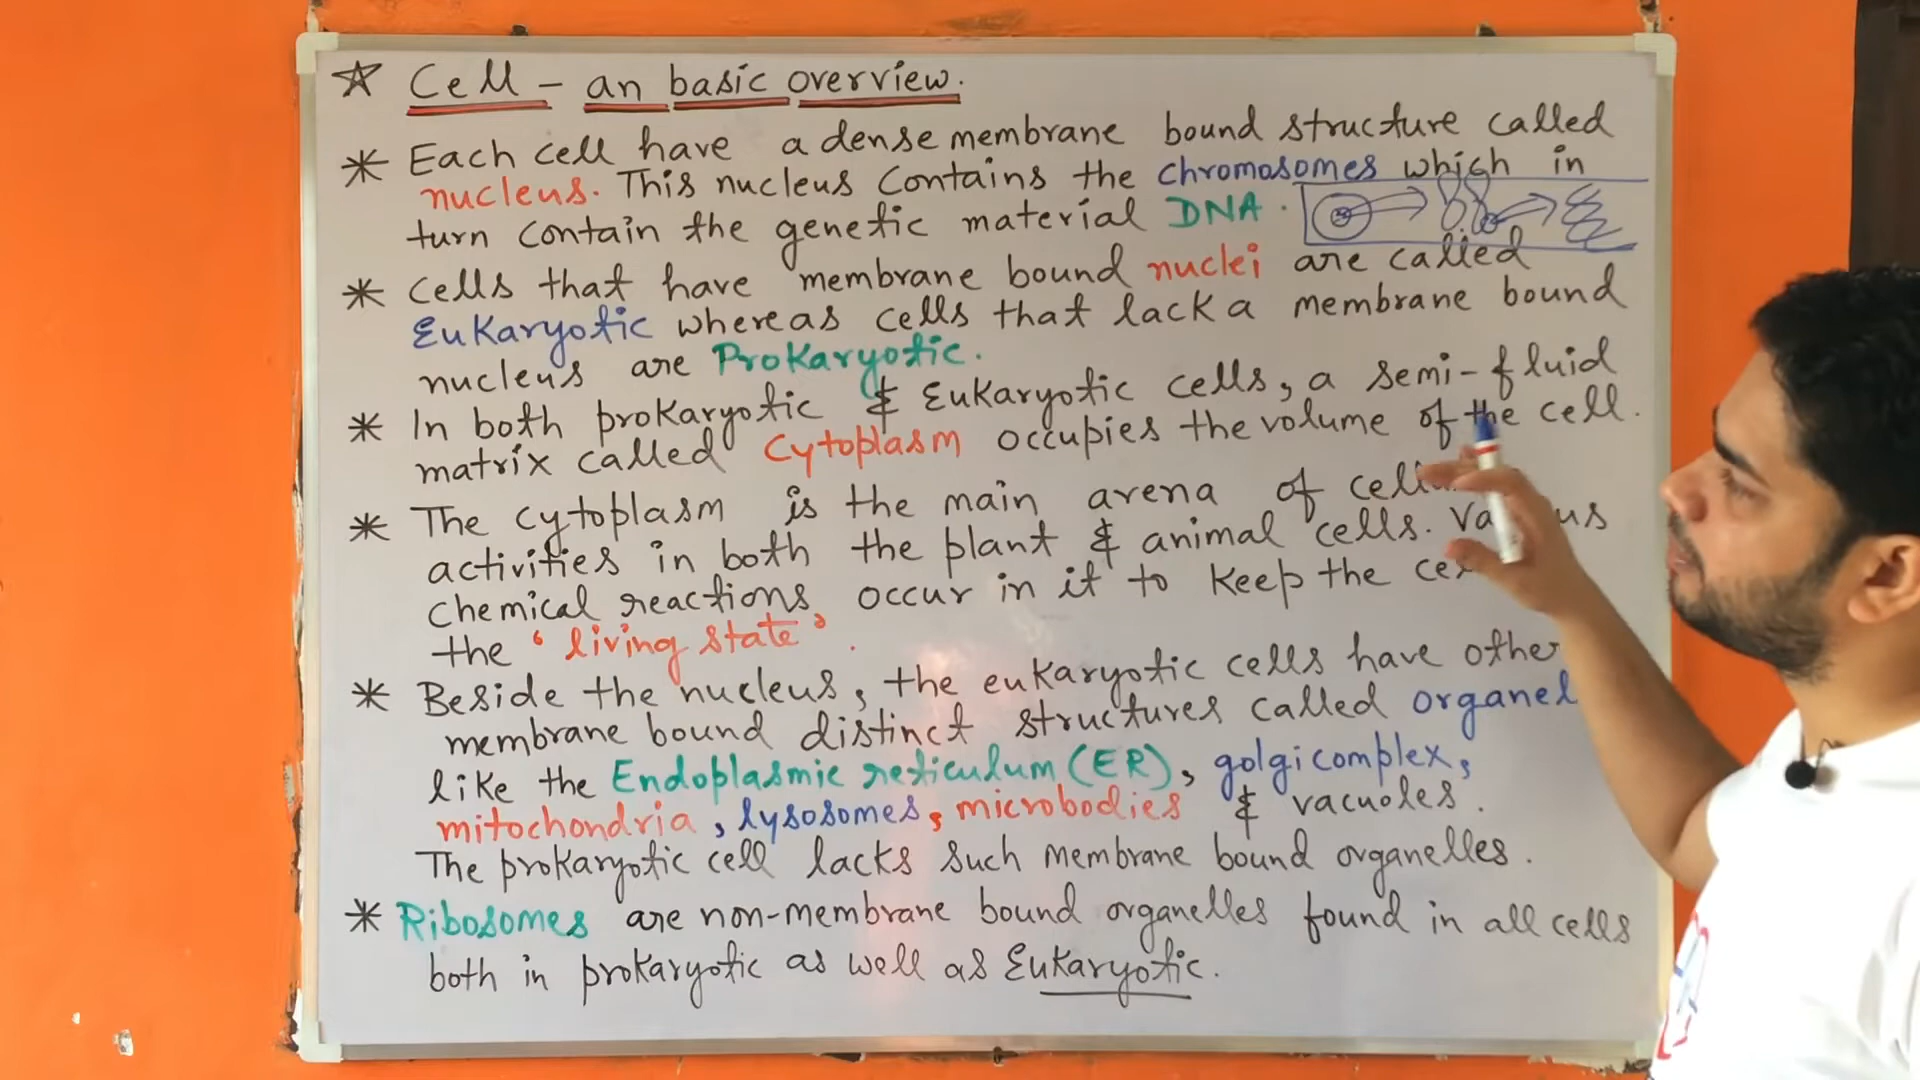 Cell - an basic overview.
Each cell have a dense membrane bound structure called
nucleus. This nucleus contains the chromosomes which in
turn contain the genetic material DNA.
Cells that have membrane bound nuclei are called
Eukaryotic whereas cells that lack a membrane bound
nucleus are Prokaryotic.
In both prokaryotic & Eukaryotic cells, a semi-fluid
matrix called Cytoplasm occupies the volume of the cell.
The cytoplasm is the main arena of
activities in both the plant & animal cells.
chemical reactions occur in it to keep the
the 'living state'.
Beside the nucleus, the eukaryotic cells have other
membrane bound distinct structures called
like the Endoplasmic reticulum (ER), golgi complex,
mitochondria, lysosomes, microbodies & vacuoles.
The prokaryotic cell lacks such membrane bound organelles.
Ribosomes are non-membrane bound organelles found in all cells
both in prokaryotic as well as Eukaryotic.